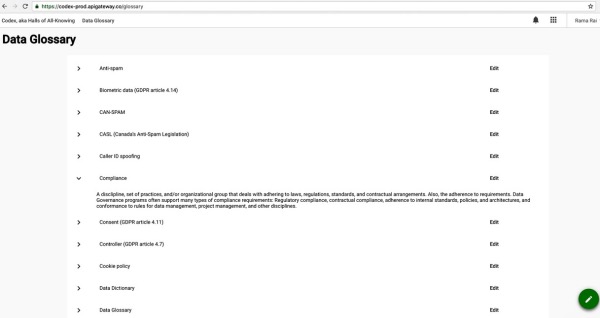 https://codex-prod.apigateway.co/glossary
Codex, aka Halls of All-Knowing Data Glossary Rama Rai
Data Glossary
Anti-spam Edit
Biometric data (GDPR article 4.14) Edit
CAN-SPAM Edit
CASL (Canada's Anti-Spam Legislation) Edit
Caller ID spoofing Edit
Compliance Edit
A discipline, set of practices, and/or organizational group that deals with adhering to laws, regulations, standards, and contractual arrangements. Also, the adherence to requirements. Data
Governance programs often support many types of compliance requirements: Regulatory compliance, contractual compliance, adherence to internal standards, policies, and architectures, and
conformance to rules for data management, project management, and other disciplines.
Consent (GDPR article 4.11) Edit
Controller (GDPR article 4.7) Edit
Cookie policy Edit
Data Dictionary Edit
Data Glossary Edit